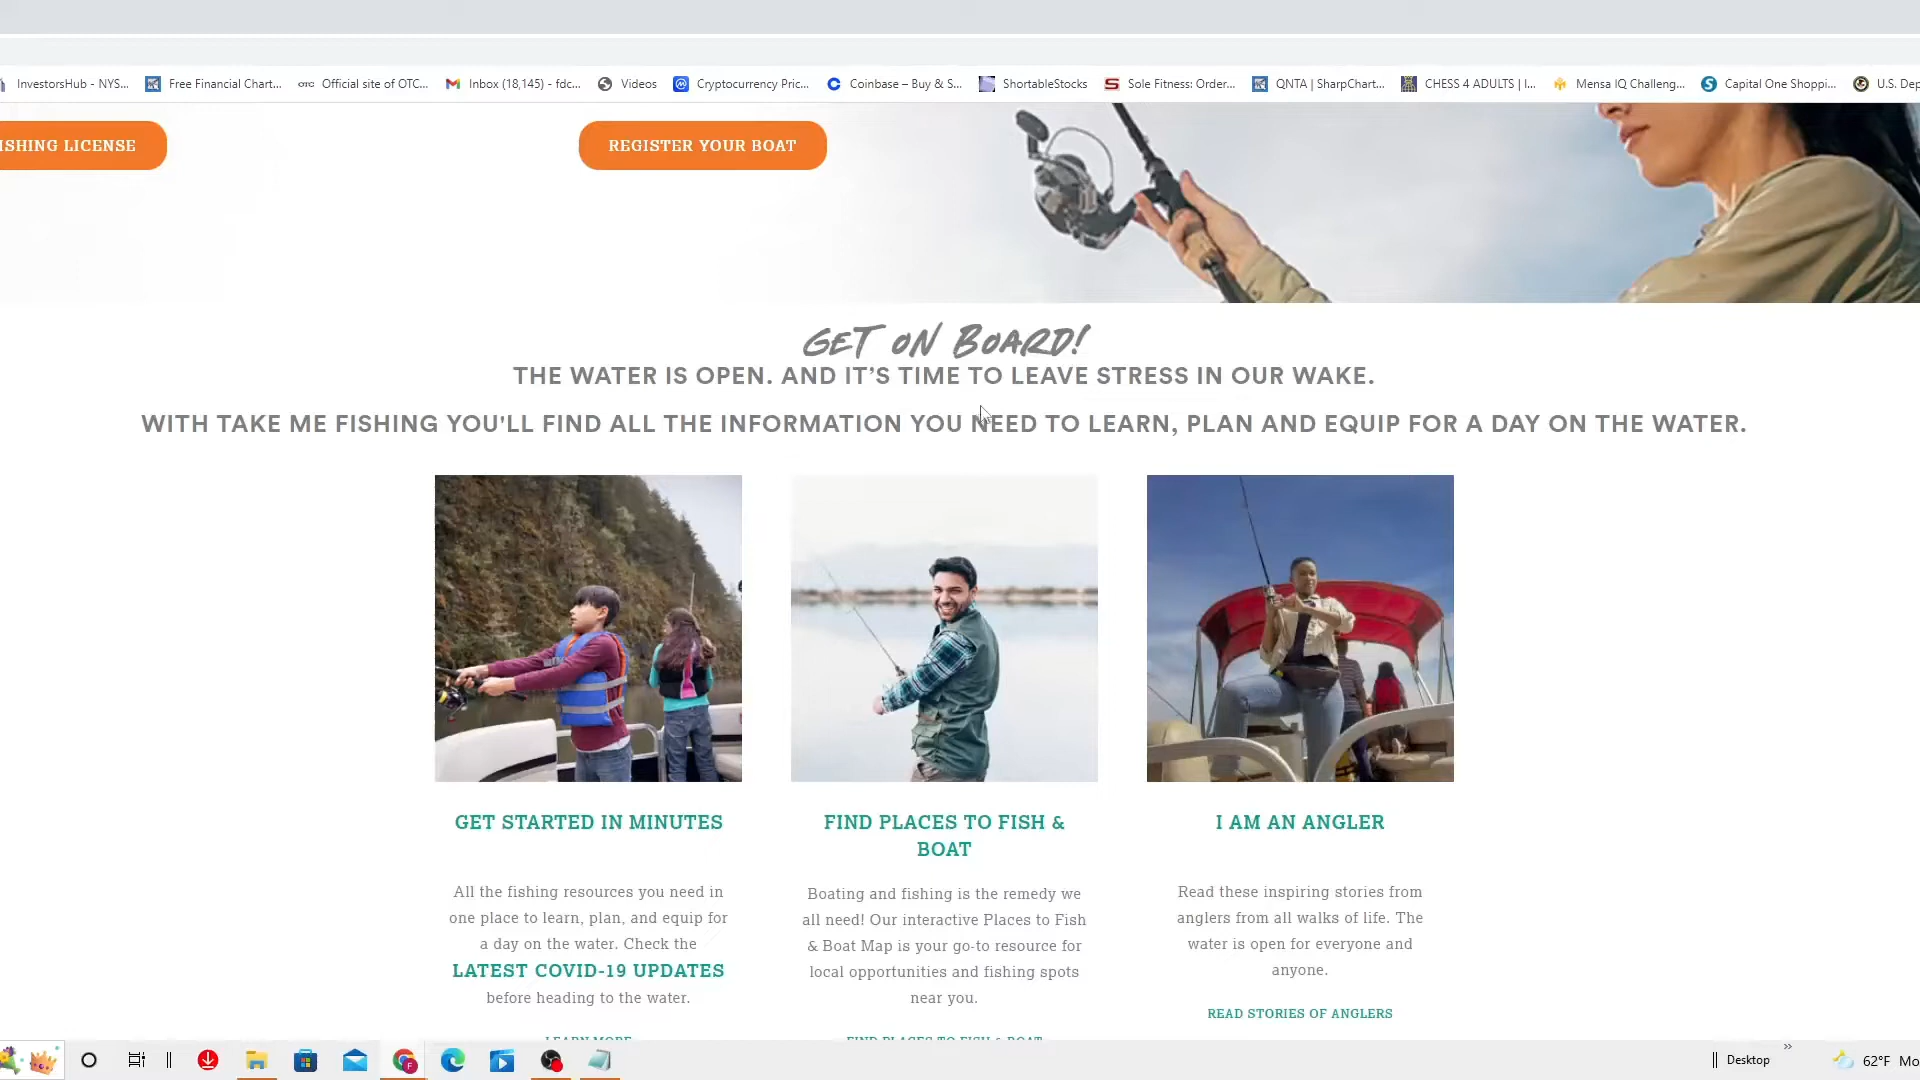 InvestorsHub - NYS... Free Financial Chart... OTC Official site of OTC... Inbox (18,145) - fdc... Videos Cryptocurrency Pric... Coinbase – Buy & S... ShortableStocks Sole Fitness: Order... QNTA | SharpChart... CHESS 4 ADULTS | I... Mensa IQ Challeng... Capital One Shoppi... U.S. Dep
ISHING LICENSE
REGISTER YOUR BOAT
GET ON BOARD!
THE WATER IS OPEN. AND IT’S TIME TO LEAVE STRESS IN OUR WAKE.
WITH TAKE ME FISHING YOU'LL FIND ALL THE INFORMATION YOU NEED TO LEARN, PLAN AND EQUIP FOR A DAY ON THE WATER.
GET STARTED IN MINUTES
All the fishing resources you need in
one place to learn, plan, and equip for
a day on the water. Check the
LATEST COVID-19 UPDATES
before heading to the water.
LEARN MORE
FIND PLACES TO FISH &
BOAT
Boating and fishing is the remedy we
all need! Our interactive Places to Fish
& Boat Map is your go-to resource for
local opportunities and fishing spots
near you.
FIND PLACES TO FISH & BOAT
I AM AN ANGLER
Read these inspiring stories from
anglers from all walks of life. The
water is open for everyone and
anyone.
READ STORIES OF ANGLERS
Desktop
62°F Mo